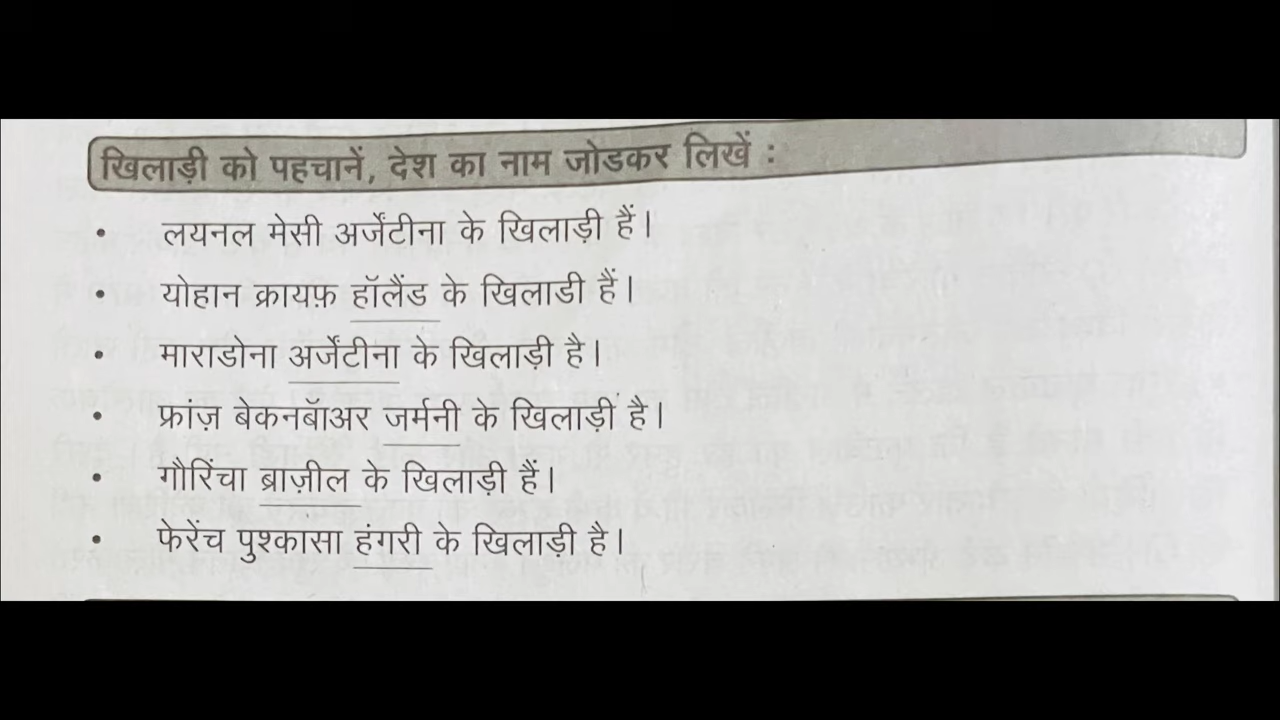 खिलाड़ी को पहचानें, देश का नाम जोडकर लिखें :
• लयनल मेसी अर्जेंटीना के खिलाड़ी हैं।
• योहान क्रायफ़ हॉलैंड के खिलाडी हैं।
• माराडोना अर्जेंटीना के खिलाड़ी है।
• फ्रांज़ बेकनबॉअर जर्मनी के खिलाड़ी है।
• गौरिंचा ब्राज़ील के खिलाड़ी हैं।
• फेरेंच पुश्कासा हंगरी के खिलाड़ी है।